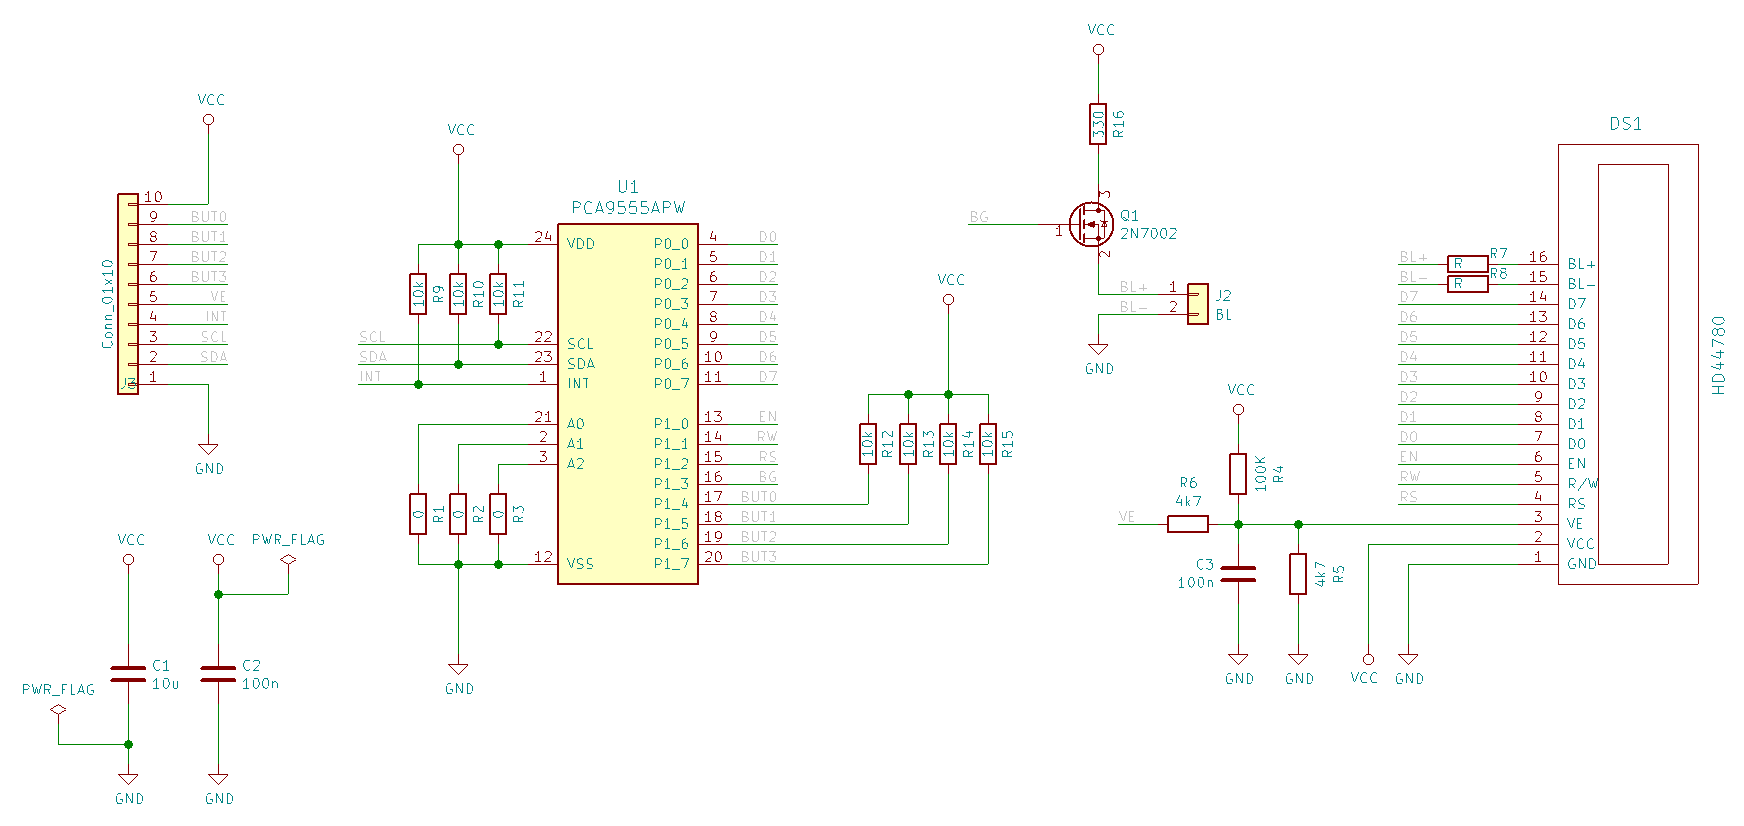 VCC
10
9 BUT0
8 BUT1
7 BUT2
6 BUT3
5 VE
4 INT
3 SCL
2 SDA
1
Conn_01x10
J3
GND
VCC
C1
10u
PWR_FLAG
GND
VCC
PWR_FLAG
C2
100n
GND
VCC
10k R9
10k R10
10k R11
SCL
SDA
INT
0 R1
0 R2
0 R3
GND
U1
PCA9555APW
24 VDD P0_0 4 D0
P0_1 5 D1
P0_2 6 D2
P0_3 7 D3
P0_4 8 D4
22 SCL P0_5 9 D5
23 SDA P0_6 10 D6
1 INT P0_7 11 D7
21 A0 P1_0 13 EN
2 A1 P1_1 14 RW
3 A2 P1_2 15 RS
P1_3 16 BG
P1_4 17 BUT0
P1_5 18 BUT1
P1_6 19 BUT2
12 VSS P1_7 20 BUT3
VCC
10k R12
10k R13
10k R14
10k R15
VCC
330 R16
3
BG
1
Q1
2N7002
2
BL+ 1
BL- 2
J2
BL
GND
VCC
100K R4
R6
4k7
VE
C3
100n
4k7 R5
GND
GND
DS1
HD44780
BL+ R R7 16 BL+
BL- R R8 15 BL-
D7 14 D7
D6 13 D6
D5 12 D5
D4 11 D4
D3 10 D3
D2 9 D2
D1 8 D1
D0 7 D0
EN 6 EN
RW 5 R/W
RS 4 RS
3 VE
2 VCC
1 GND
VCC
GND